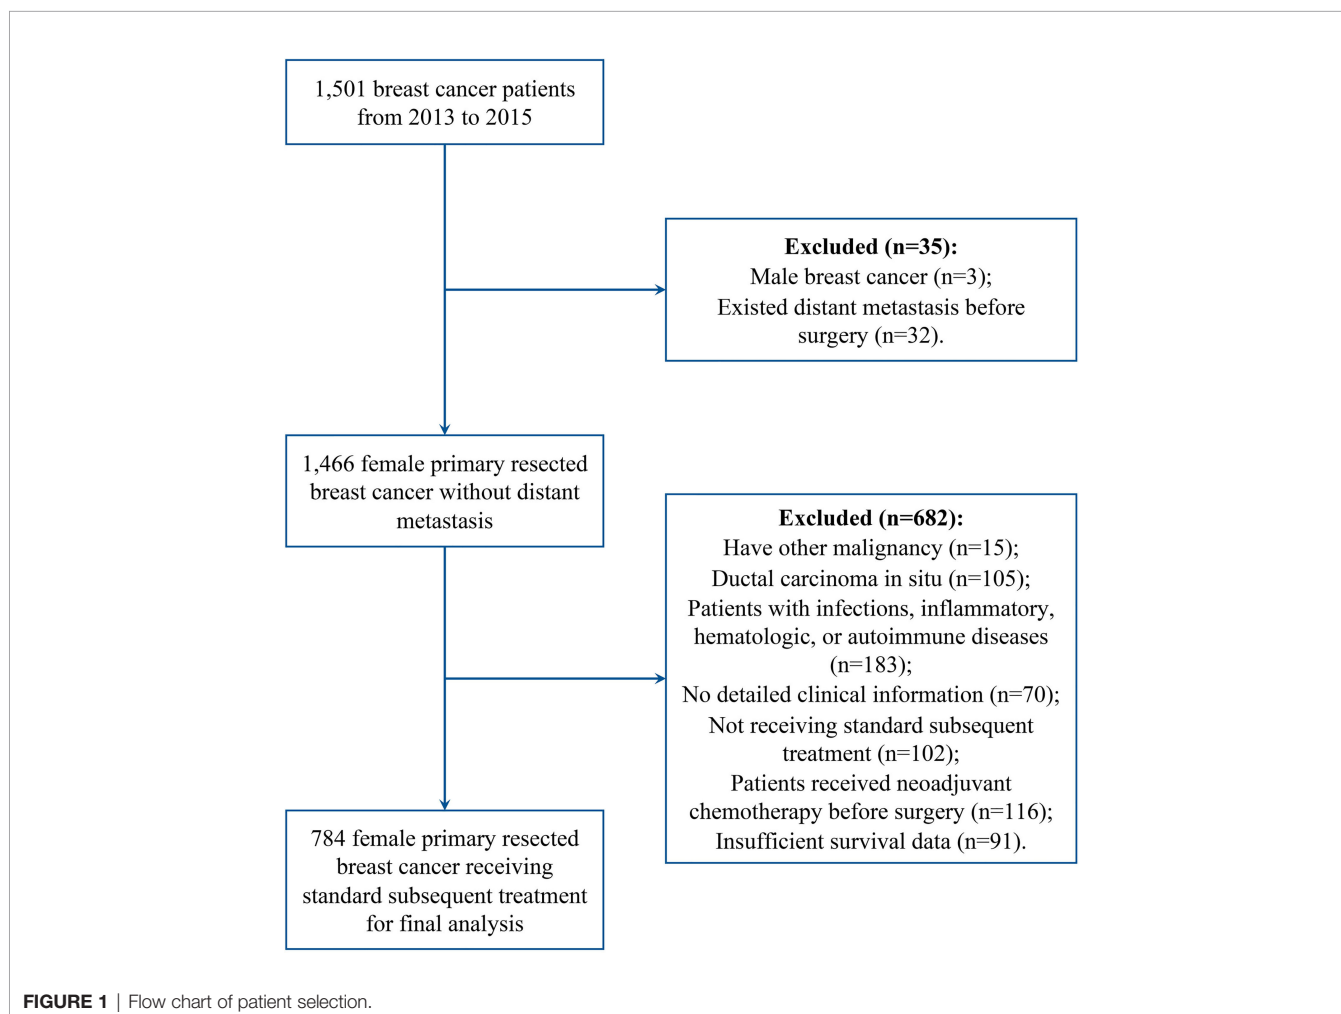 1,501 breast cancer patients
from 2013 to 2015
Excluded (n=35):
Male breast cancer (n=3);
Existed distant metastasis before
surgery (n=32).
1,466 female primary resected
breast cancer without distant
metastasis
Excluded (n=682):
Have other malignancy (n=15);
Ductal carcinoma in situ (n=105);
Patients with infections, inflammatory,
hematologic, or autoimmune diseases
(n=183);
No detailed clinical information (n=70);
Not receiving standard subsequent
treatment (n=102);
Patients received neoadjuvant
chemotherapy before surgery (n=116);
Insufficient survival data (n=91).
784 female primary resected
breast cancer receiving
standard subsequent treatment
for final analysis
FIGURE 1 | Flow chart of patient selection.